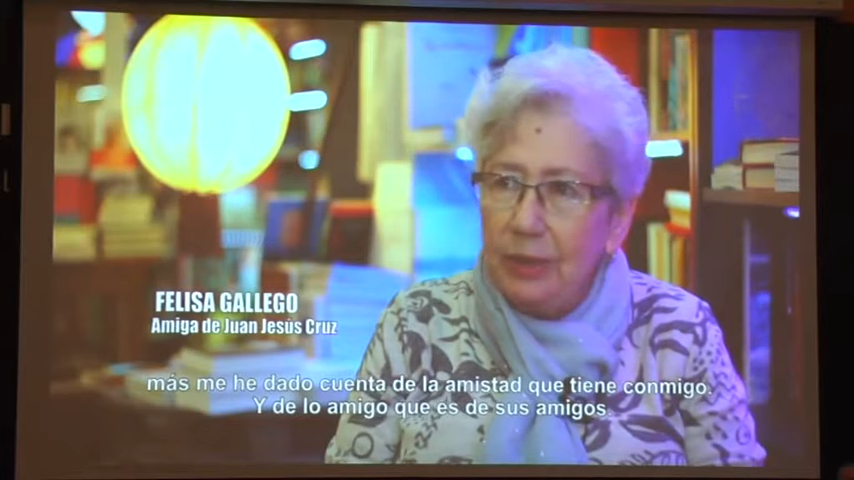 FELISA GALLEGO
Amiga de Juan Jesús Cruz
más me he dado cuenta de la amistad que tiene conmigo.
Y de lo amigo que es de sus amigos.